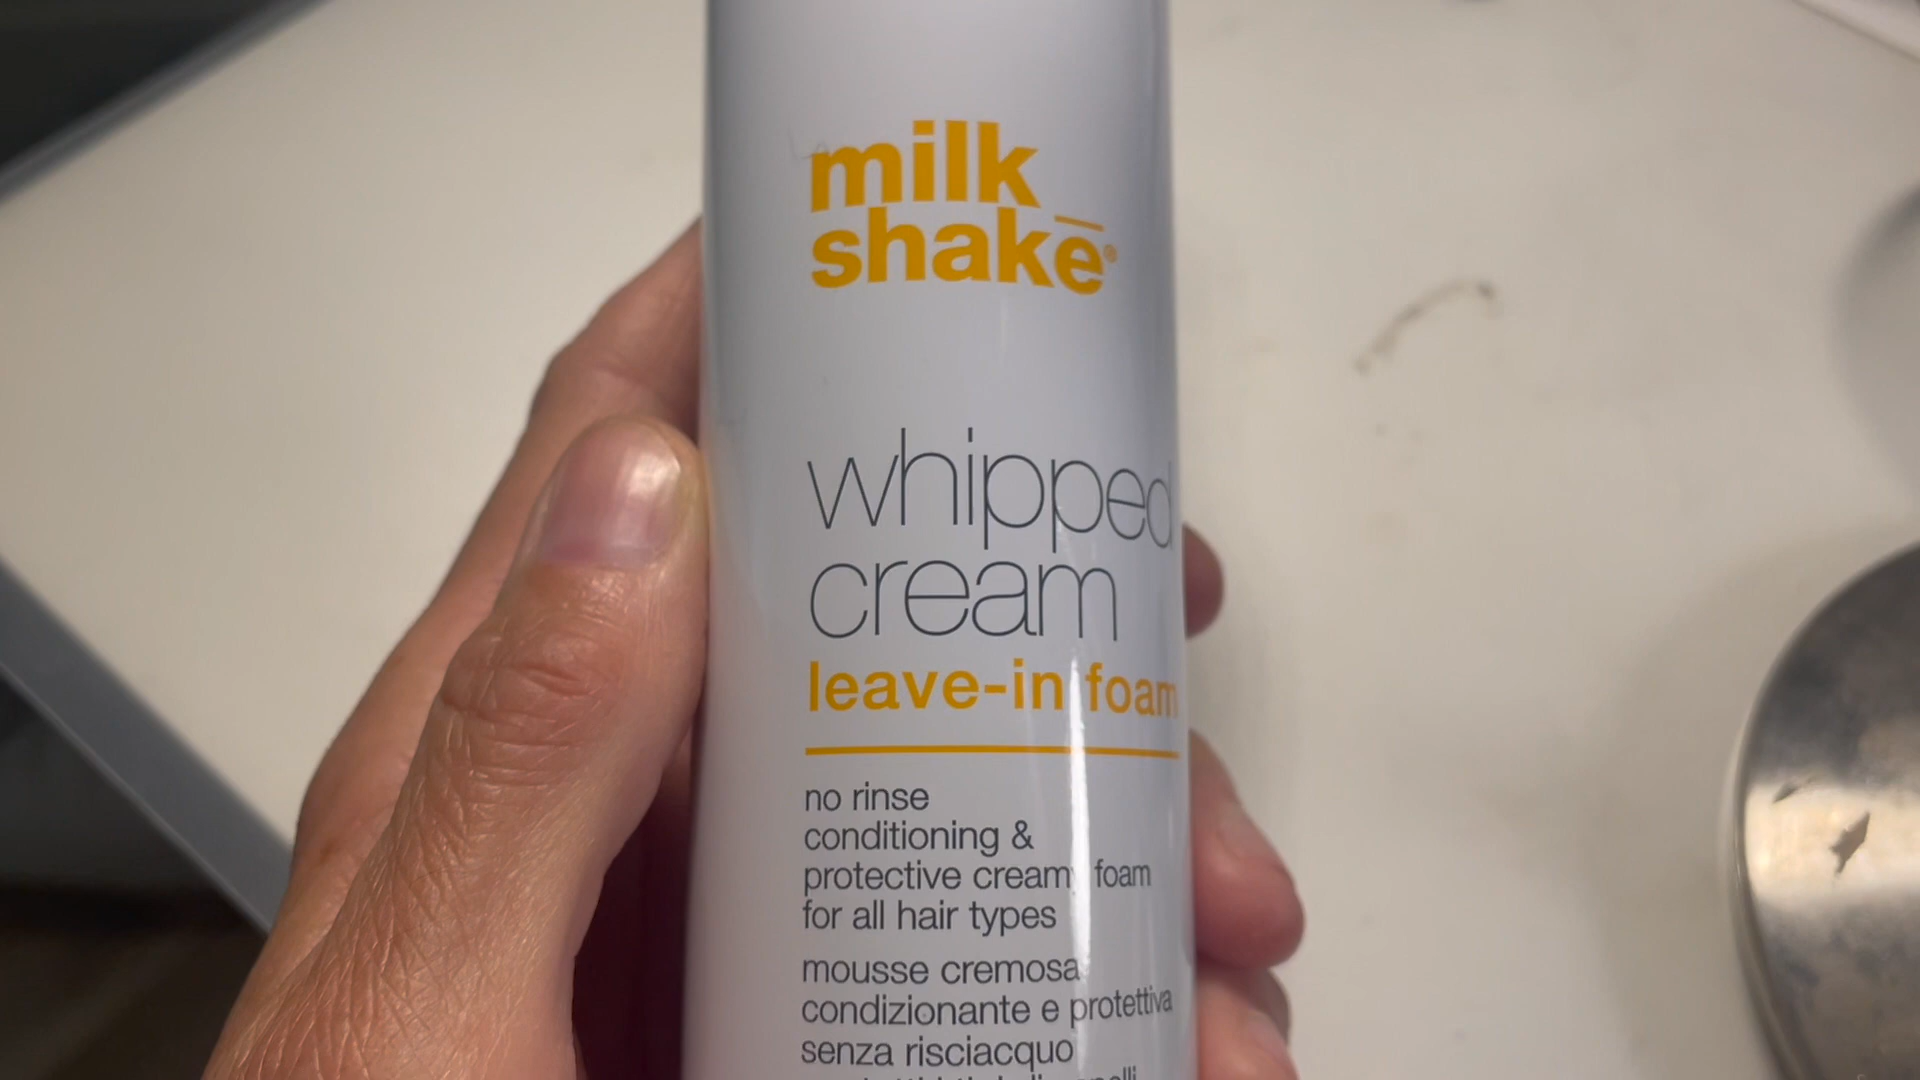 milk
shake®
whipped
cream
leave-in foam
no rinse
conditioning &
protective creamy foam
for all hair types
mousse cremosa
condizionante e protettiva
senza risciacquo